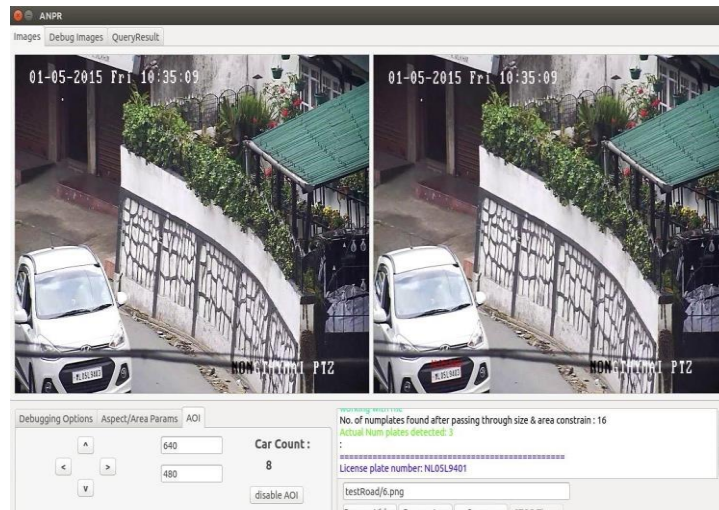 ANPR
Images Debug Images QueryResult
01-05-2015 Fri 10:35:09
01-05-2015 Fri 10:35:09
PTZ
PTZ
Debugging Options Aspect/Area Params AOI
^
< >
v
640
480
Car Count :
8
disable AOI
No. of numplates found after passing through size & area constrain : 16
Actual Num plates detected: 3
:
================================================
License plate number: NL05L9401
testRoad/6.png